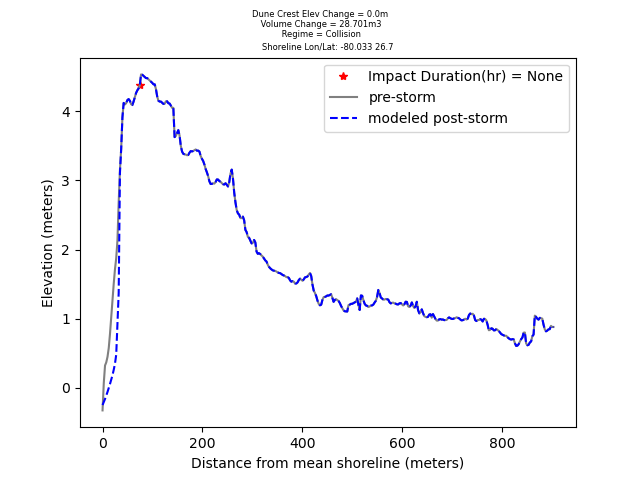 Dune Crest Elev Change = 0.0m
Volume Change = 28.701m3
Regime = Collision
Shoreline Lon/Lat: -80.033 26.7
Impact Duration(hr) = None
pre-storm
modeled post-storm
Elevation (meters)
4
3
2
1
0
0 200 400 600 800
Distance from mean shoreline (meters)